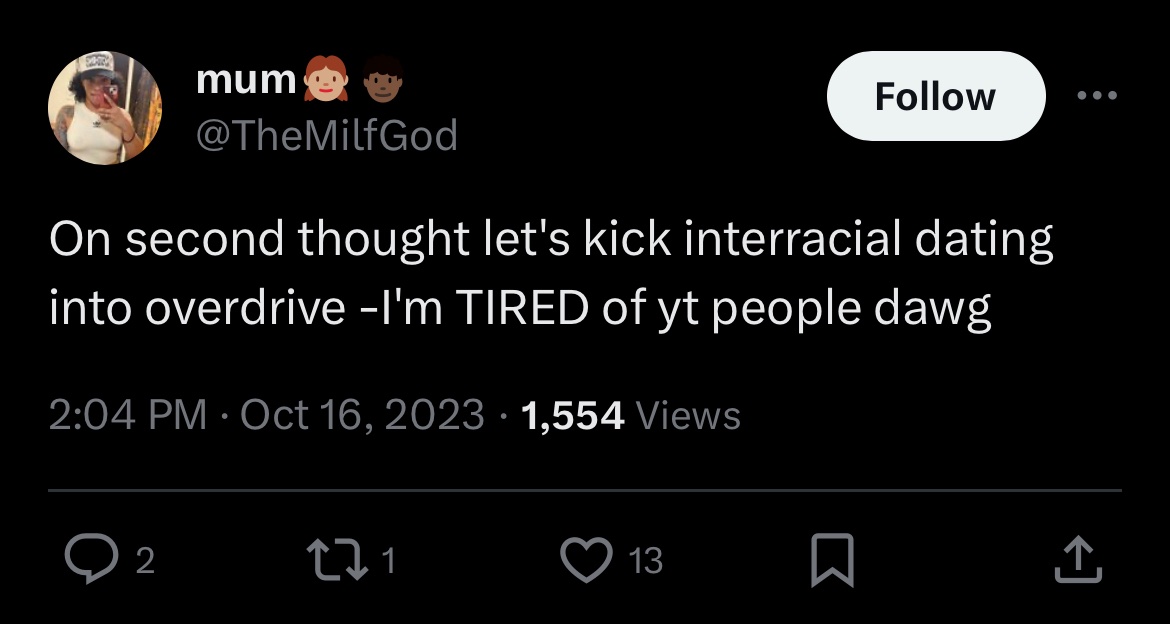 mum👩🏼‍🦰👨🏿
@TheMilfGod
Follow
On second thought let's kick interracial dating
into overdrive -I'm TIRED of yt people dawg
2:04 PM · Oct 16, 2023 · 1,554 Views
2
1
13